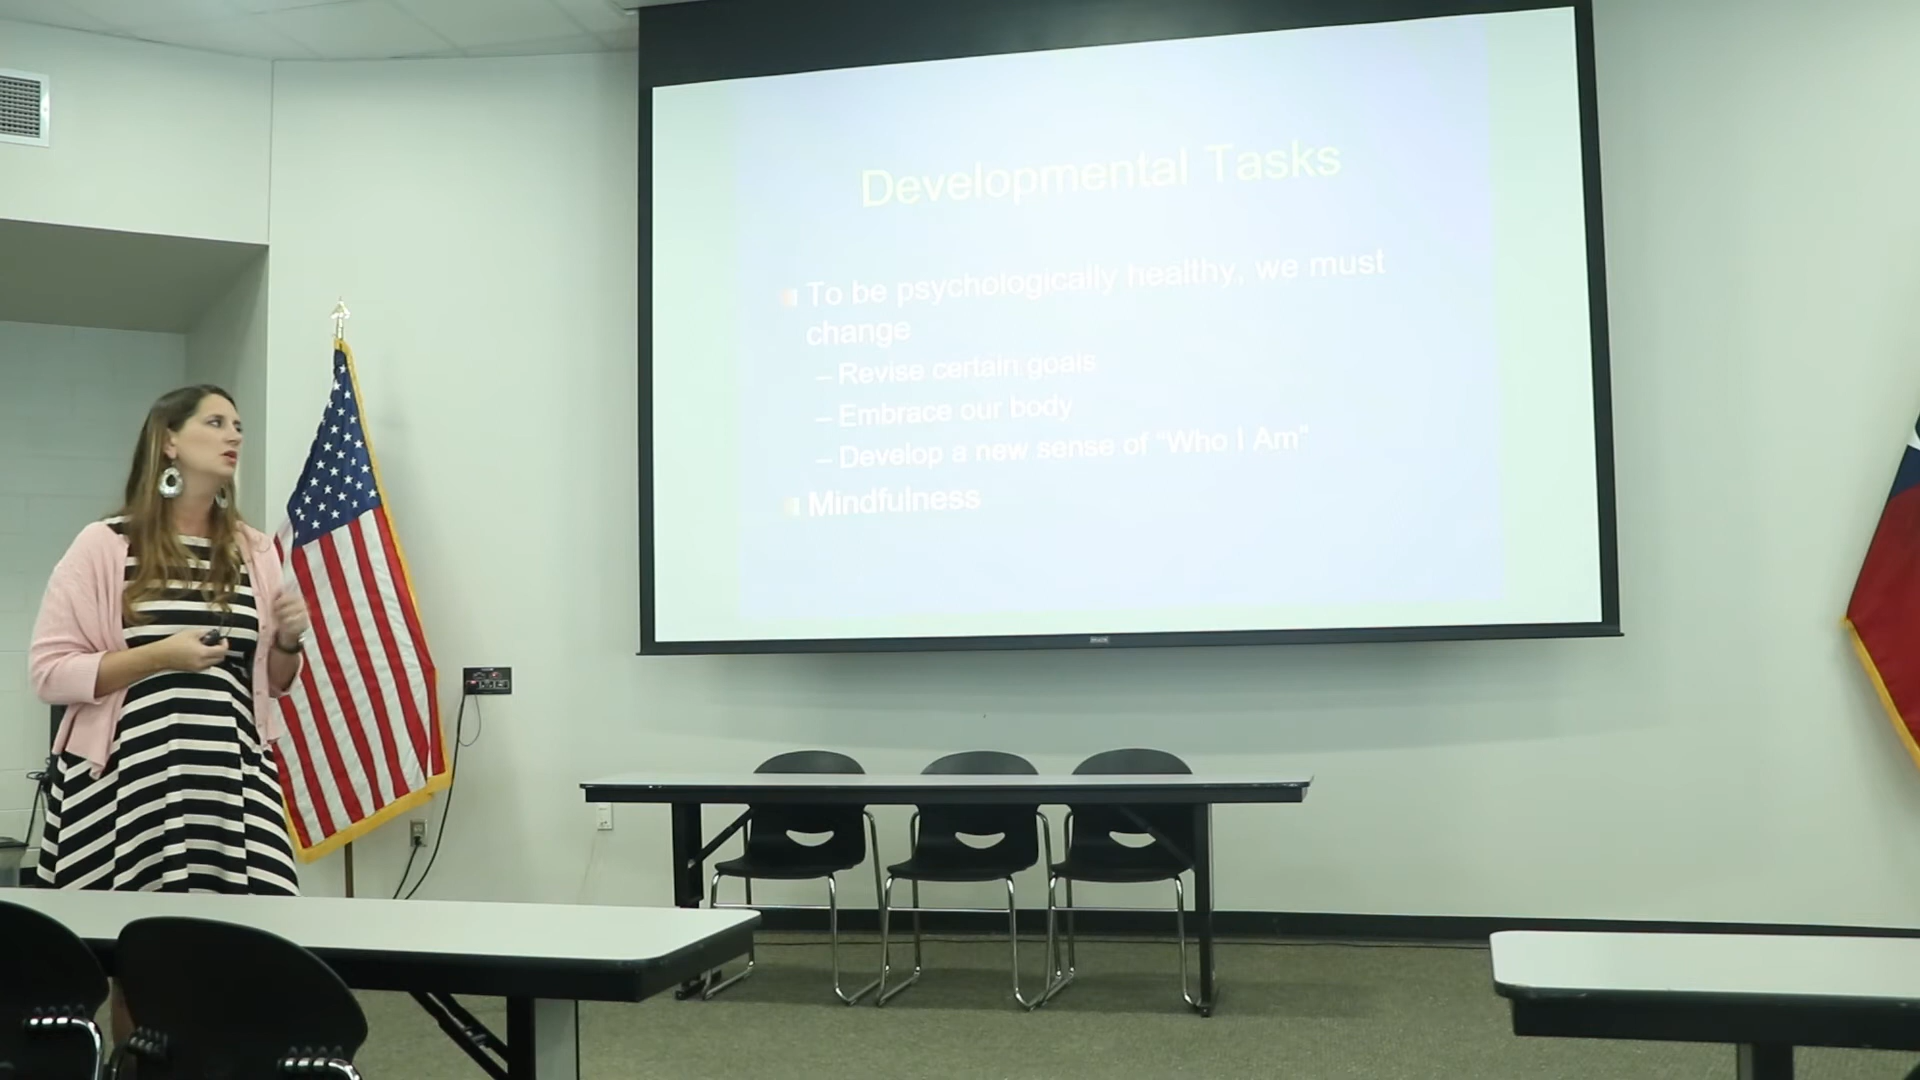 Developmental Tasks
To be psychologically healthy, we must
change
– Revise certain goals
– Embrace our body
– Develop a new sense of “Who I Am”
Mindfulness